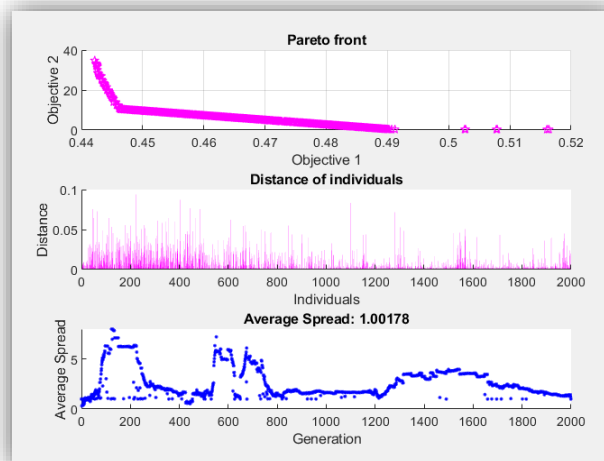 Pareto front
40
20
0
Objective 2
0.44 0.45 0.46 0.47 0.48 0.49 0.5 0.51 0.52
Objective 1
Distance of individuals
0.1
0.05
0
Distance
0 200 400 600 800 1000 1200 1400 1600 1800 2000
Individuals
Average Spread: 1.00178
5
Average Spread
0 200 400 600 800 1000 1200 1400 1600 1800 2000
Generation